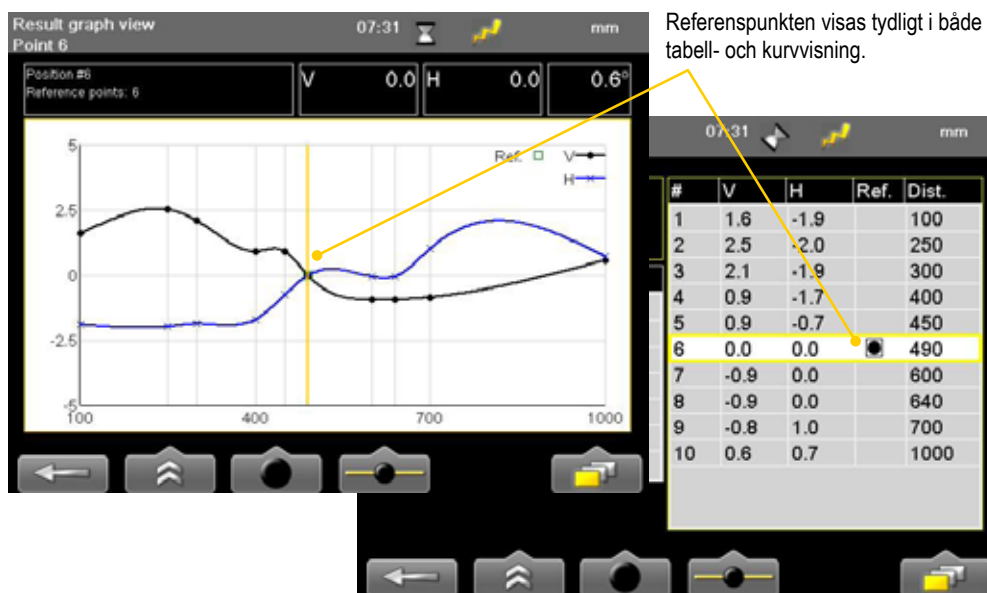 Result graph view
07:31
mm
Point 6
Referenspunkten visas tydligt i både
tabell- och kurvvisning.
Position #6
Reference points: 6
V 0.0
H 0.0
0.6°
5
2.5
0
-2.5
-5
100 400 700 1000
Ref.
V
H
07:31
mm
# V H Ref. Dist.
1 1.6 -1.9 100
2 2.5 -2.0 250
3 2.1 -1.9 300
4 0.9 -1.7 400
5 0.9 -0.7 450
6 0.0 0.0 490
7 -0.9 0.0 600
8 -0.9 0.0 640
9 -0.8 1.0 700
10 0.6 0.7 1000